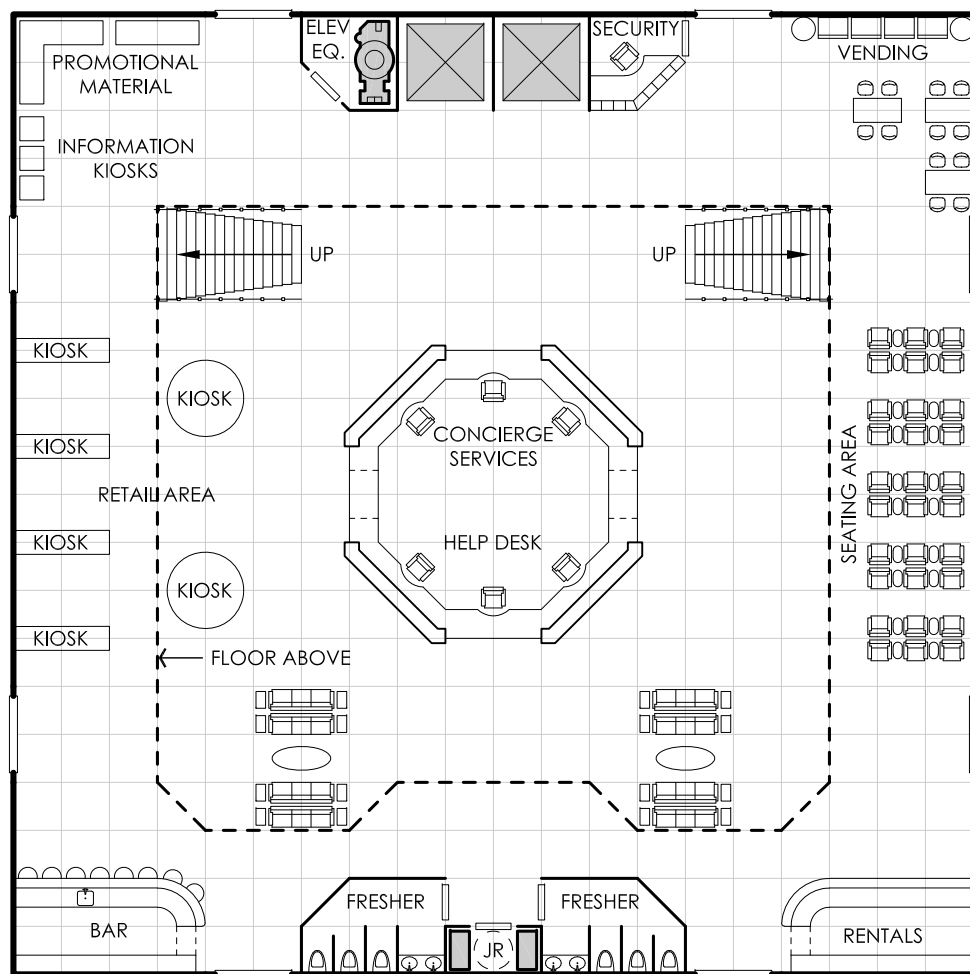 ELEV
EQ.
SECURITY
VENDING
PROMOTIONAL
MATERIAL
INFORMATION
KIOSKS
UP
UP
KIOSK
KIOSK
CONCIERGE
SERVICES
KIOSK
RETAIL AREA
SEATING AREA
HELP DESK
KIOSK
KIOSK
KIOSK
FLOOR ABOVE
FRESHER
FRESHER
BAR
JR
RENTALS